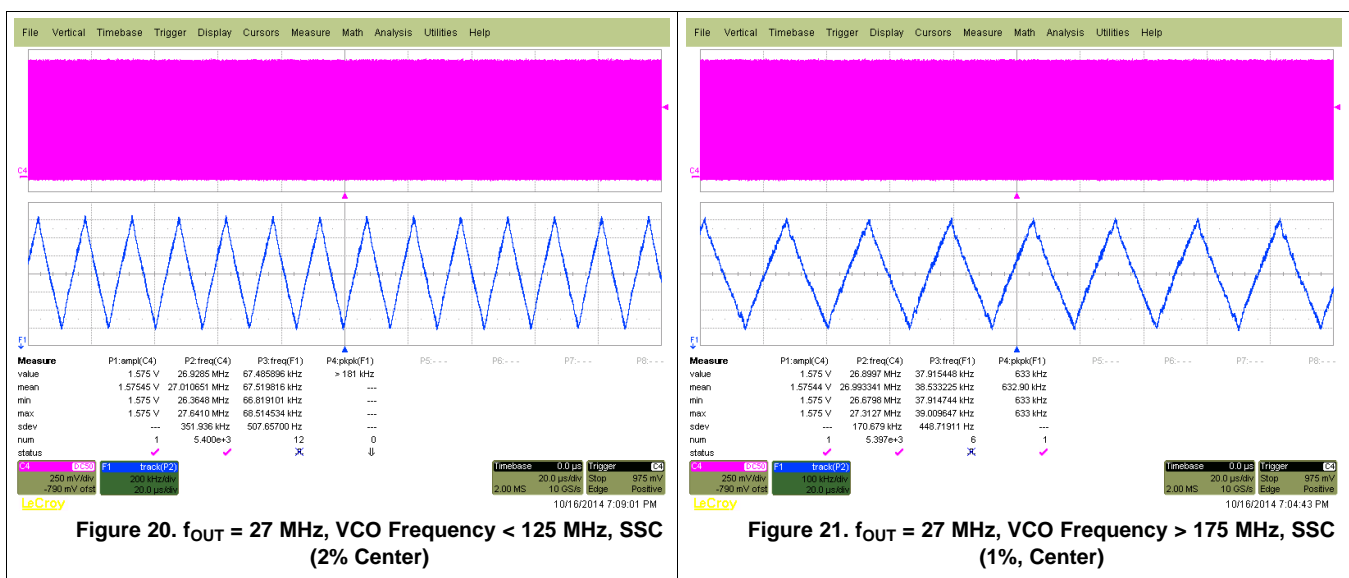 File Vertical Timebase Trigger Display Cursors Measure Math Analysis Utilities Help
C4
F1
Measure P1:ampl(C4) P2:freq(C4) P3:freq(F1) P4:pkpk(F1) P5:--- P6:--- P7:--- P8:---
value 1.575 V 26.9285 MHz 67.485896 kHz > 181 kHz
mean 1.57545 V 27.010651 MHz 67.519816 kHz ---
min 1.575 V 26.3648 MHz 66.819101 kHz ---
max 1.575 V 27.6410 MHz 68.514534 kHz ---
sdev --- 351.936 kHz 507.65700 Hz ---
num 1 5.400e+3 12 0
status
C4 DC50
250 mV/div
-790 mV ofst
F1 track(P2)
200 kHz/div
20.0 µs/div
Timebase 0.0 µs
20.0 µs/div
2.00 MS 10 GS/s
Trigger C4
Stop 975 mV
Edge Positive
LeCroy
10/16/2014 7:09:01 PM
Figure 20. fOUT = 27 MHz, VCO Frequency < 125 MHz, SSC
(2% Center)
File Vertical Timebase Trigger Display Cursors Measure Math Analysis Utilities Help
C4
F1
Measure P1:ampl(C4) P2:freq(C4) P3:freq(F1) P4:pkpk(F1) P5:--- P6:--- P7:--- P8:---
value 1.575 V 26.8997 MHz 37.915448 kHz 633 kHz
mean 1.57544 V 26.993341 MHz 38.533225 kHz 632.90 kHz
min 1.575 V 26.6798 MHz 37.914744 kHz 633 kHz
max 1.575 V 27.3127 MHz 39.009647 kHz 633 kHz
sdev --- 170.679 kHz 448.71911 Hz ---
num 1 5.397e+3 6 1
status
C4 DC50
250 mV/div
-790 mV ofst
F1 track(P2)
100 kHz/div
20.0 µs/div
Timebase 0.0 µs
20.0 µs/div
2.00 MS 10 GS/s
Trigger C4
Stop 975 mV
Edge Positive
LeCroy
10/16/2014 7:04:43 PM
Figure 21. fOUT = 27 MHz, VCO Frequency > 175 MHz, SSC
(1%, Center)